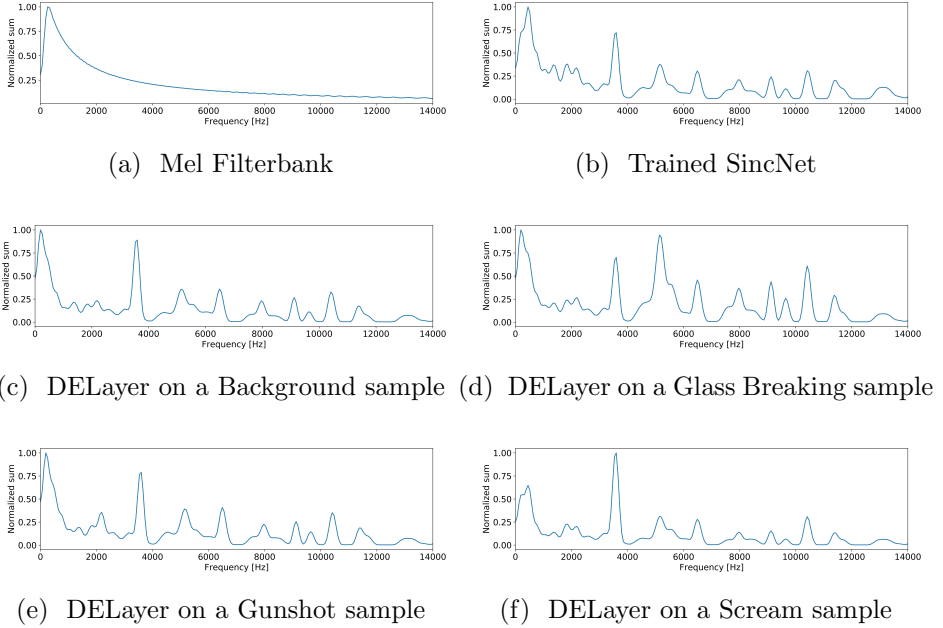 1.00
0.75
0.50
0.25
Normalized sum
0 2000 4000 6000 8000 10000 12000 14000
Frequency [Hz]
(a) Mel Filterbank
1.00
0.75
0.50
0.25
0.00
Normalized sum
0 2000 4000 6000 8000 10000 12000 14000
Frequency [Hz]
(b) Trained SincNet
1.00
0.75
0.50
0.25
0.00
Normalized sum
0 2000 4000 6000 8000 10000 12000 14000
Frequency [Hz]
(c) DELayer on a Background sample
1.00
0.75
0.50
0.25
0.00
Normalized sum
0 2000 4000 6000 8000 10000 12000 14000
Frequency [Hz]
(d) DELayer on a Glass Breaking sample
1.00
0.75
0.50
0.25
0.00
Normalized sum
0 2000 4000 6000 8000 10000 12000 14000
Frequency [Hz]
(e) DELayer on a Gunshot sample
1.00
0.75
0.50
0.25
0.00
Normalized sum
0 2000 4000 6000 8000 10000 12000 14000
Frequency [Hz]
(f) DELayer on a Scream sample